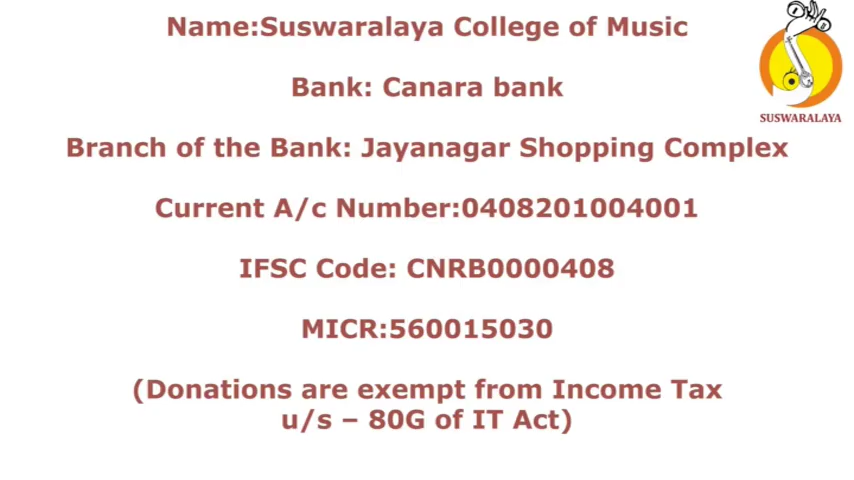 Name:Suswaralaya College of Music
SUSWARALAYA
Bank: Canara bank
Branch of the Bank: Jayanagar Shopping Complex
Current A/c Number:0408201004001
IFSC Code: CNRB0000408
MICR:560015030
(Donations are exempt from Income Tax
u/s – 80G of IT Act)